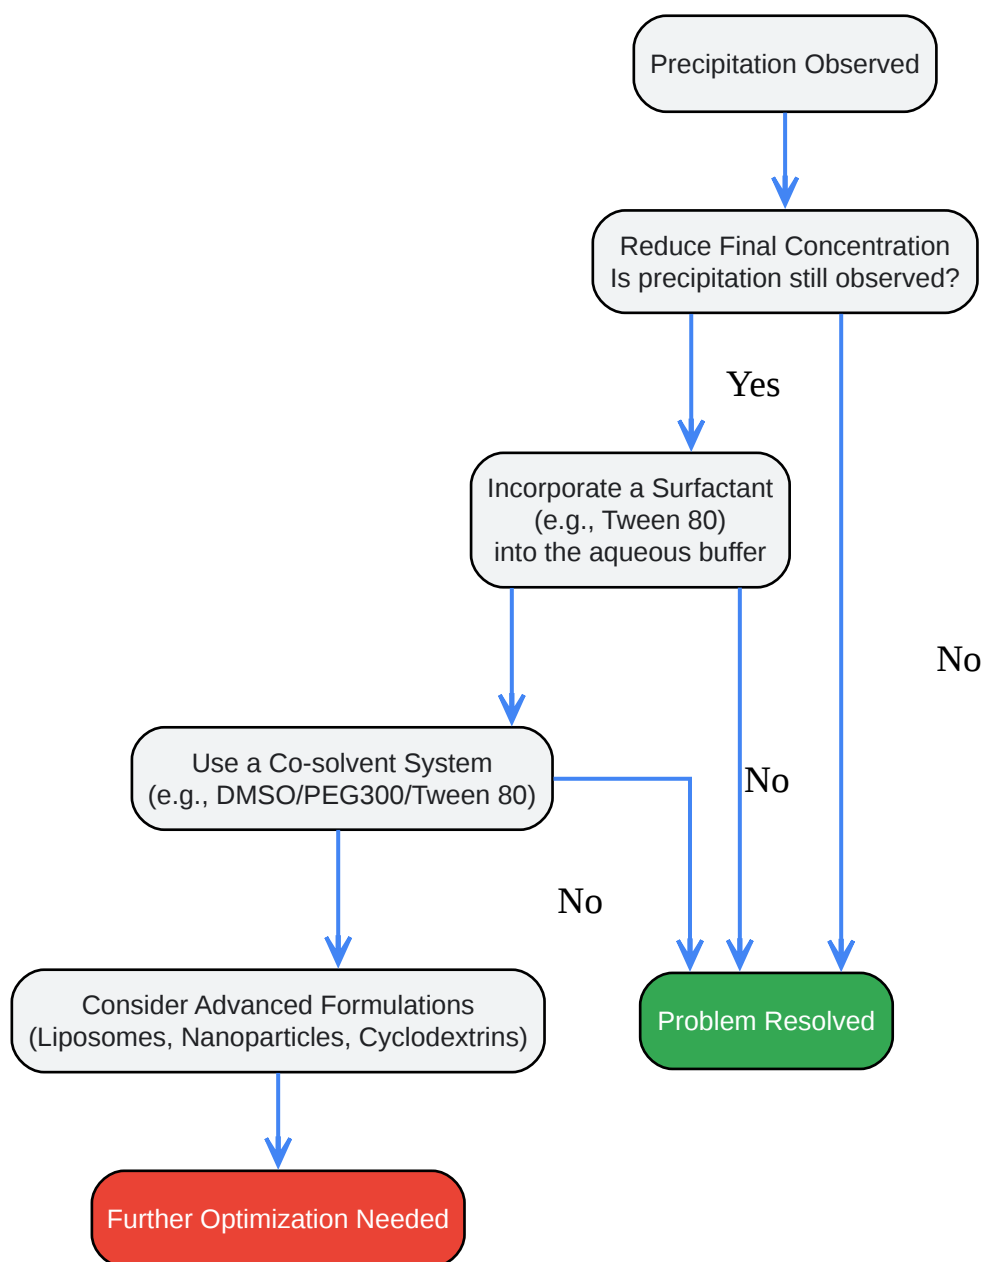 Precipitation Observed
Reduce Final Concentration
Is precipitation still observed?
Yes
Incorporate a Surfactant
(e.g., Tween 80)
into the aqueous buffer
No
Use a Co-solvent System
(e.g., DMSO/PEG300/Tween 80)
No
No
Consider Advanced Formulations
(Liposomes, Nanoparticles, Cyclodextrins)
Problem Resolved
Further Optimization Needed